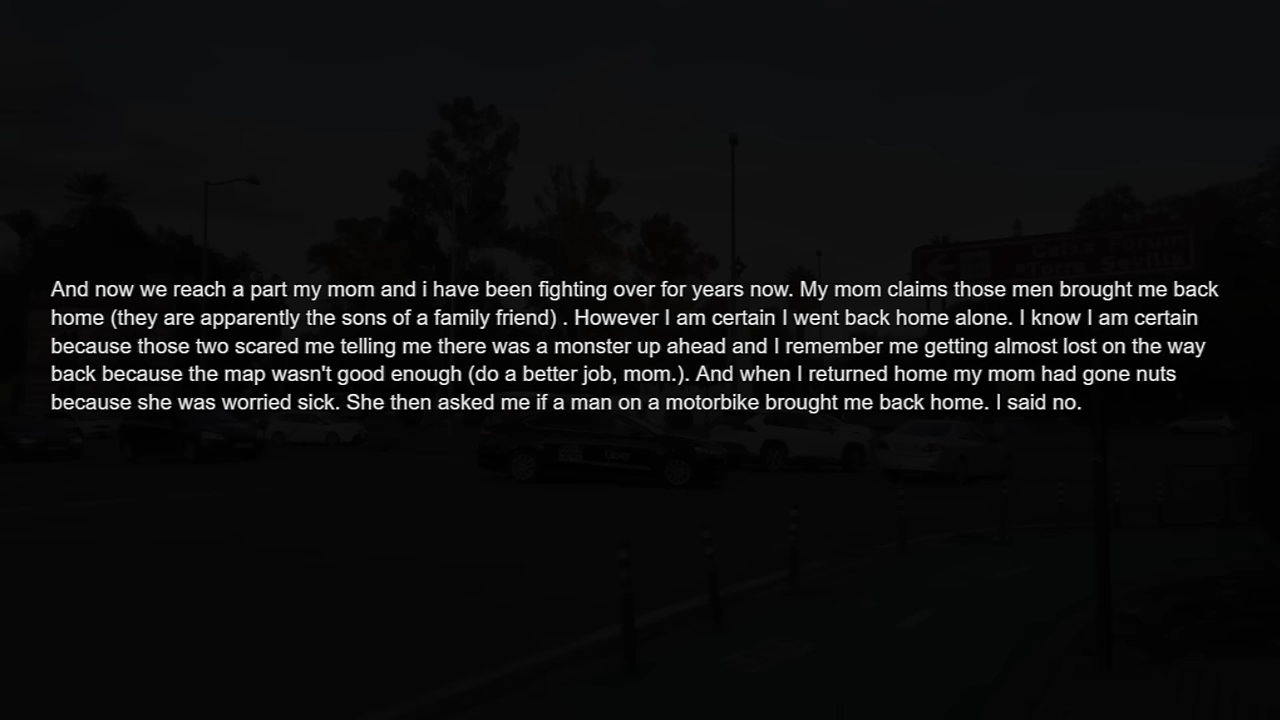 Caixa Forum
Torre Sevilla
And now we reach a part my mom and i have been fighting over for years now. My mom claims those men brought me back
home (they are apparently the sons of a family friend) . However I am certain I went back home alone. I know I am certain
because those two scared me telling me there was a monster up ahead and I remember me getting almost lost on the way
back because the map wasn't good enough (do a better job, mom.). And when I returned home my mom had gone nuts
because she was worried sick. She then asked me if a man on a motorbike brought me back home. I said no.